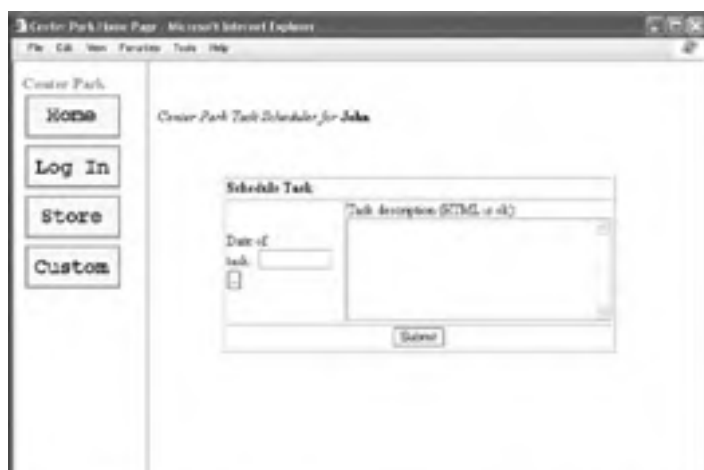 Center Park Home Page - Microsoft Internet Explorer
File Edit View Favorites Tools Help
Center Park
Home
Log In
Store
Custom
Center Park Task Scheduler for John
Schedule Task
Task description (HTML is ok)
Date of
task:
...
Submit